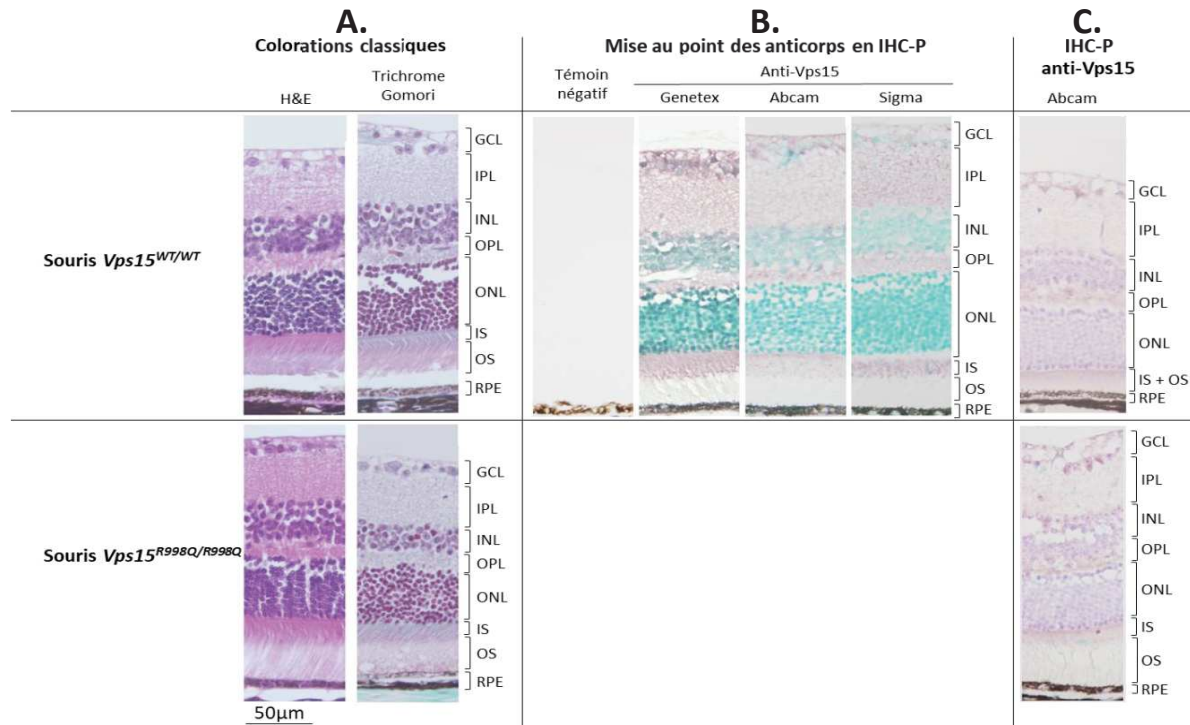 A.
Colorations classiques
H&E
Trichrome
Gomori
B.
Mise au point des anticorps en IHC-P
Témoin
négatif
Anti-Vps15
Genetex
Abcam
Sigma
C.
IHC-P
anti-Vps15
Abcam
Souris Vps15WT/WT
GCL
IPL
INL
OPL
ONL
IS
OS
RPE
GCL
IPL
INL
OPL
ONL
IS
OS
RPE
GCL
IPL
INL
OPL
ONL
IS + OS
RPE
Souris Vps15R998Q/R998Q
GCL
IPL
INL
OPL
ONL
IS
OS
RPE
GCL
IPL
INL
OPL
ONL
IS
OS
RPE
50µm